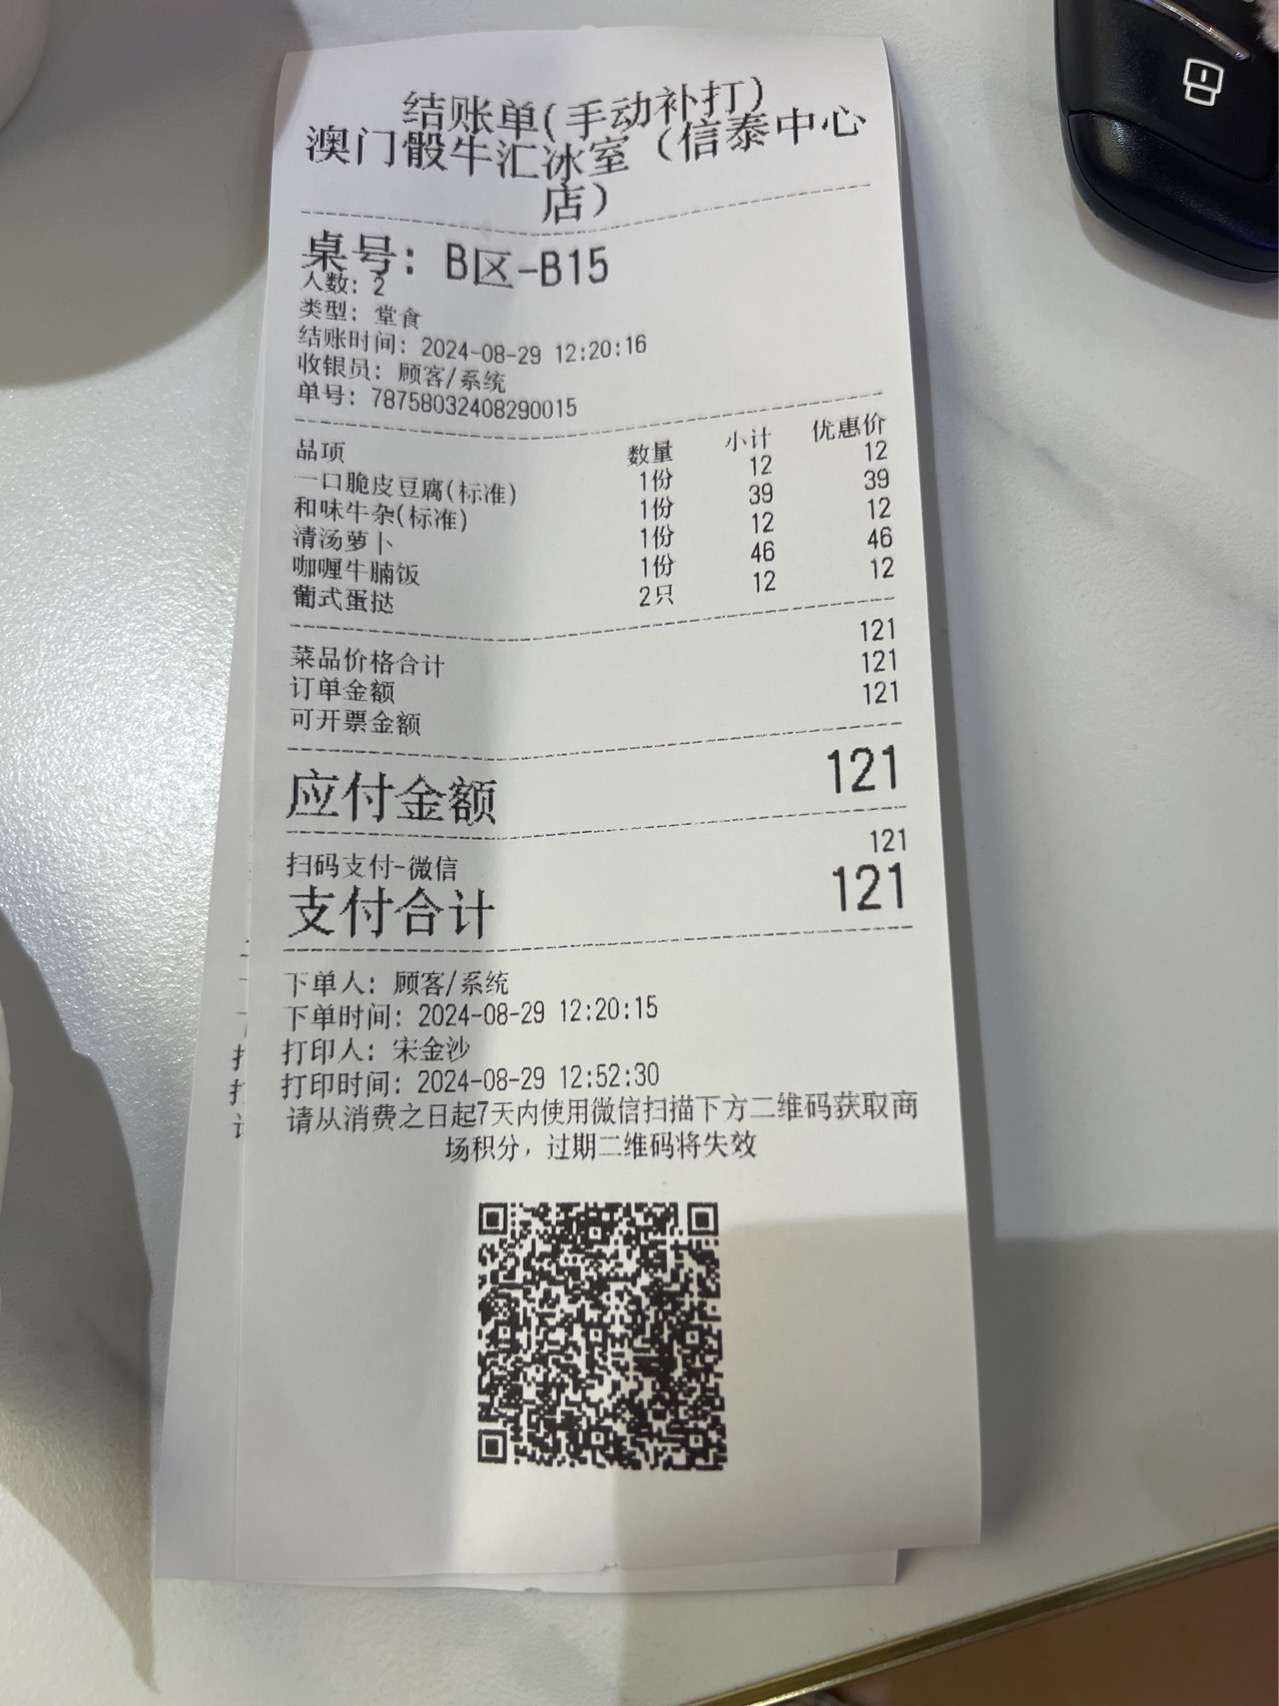 结账单(手动补打)
澳门骰牛汇冰室（信泰中心
店）
桌号: B区-B15
人数: 2
类型: 堂食
结账时间: 2024-08-29 12:20:16
收银员: 顾客/系统
单号: 78758032408290015
品项 数量 小计 优惠价
一口脆皮豆腐(标准) 1份 12 12
和味牛杂(标准) 1份 39 39
清汤萝卜 1份 12 12
咖喱牛腩饭 1份 46 46
葡式蛋挞 2只 12 12
菜品价格合计 121
订单金额 121
可开票金额 121
应付金额 121
扫码支付-微信 121
支付合计 121
下单人: 顾客/系统
下单时间: 2024-08-29 12:20:15
打印人: 宋金沙
打印时间: 2024-08-29 12:52:30
请从消费之日起7天内使用微信扫描下方二维码获取商
场积分，过期二维码将失效